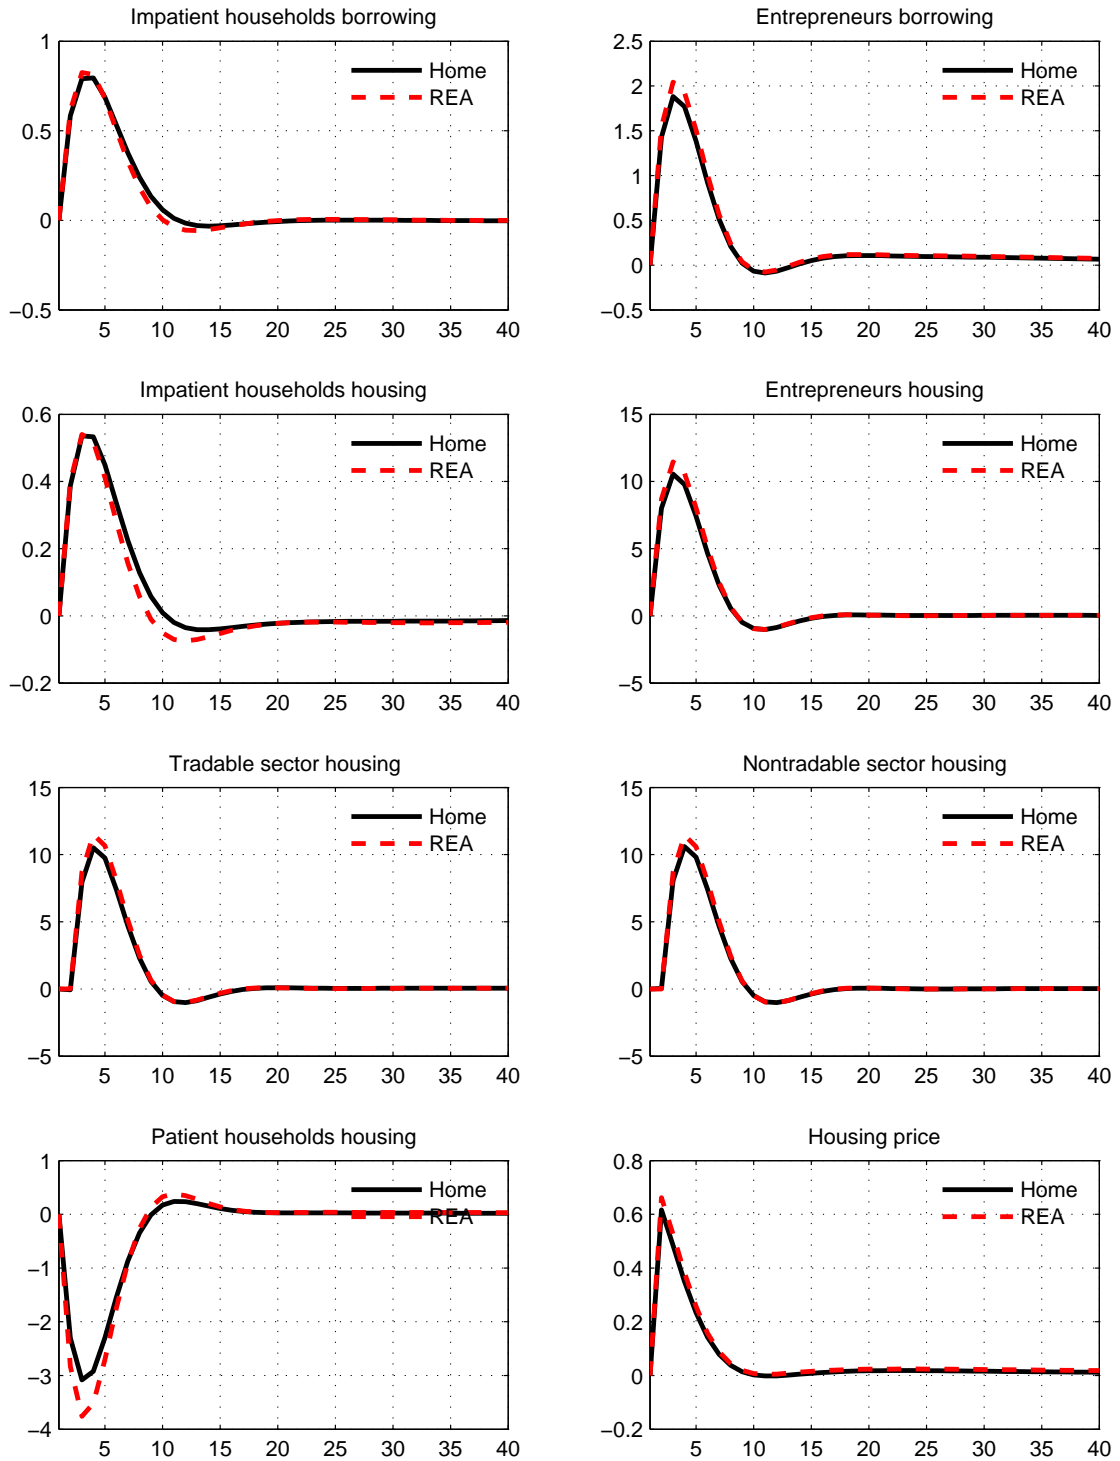 Impatient households borrowing
Entrepreneurs borrowing
1
0.5
0
−0.5
Home
REA
5 10 15 20 25 30 35 40
2.5
2
1.5
1
0.5
0
−0.5
Home
REA
5 10 15 20 25 30 35 40
Impatient households housing
Entrepreneurs housing
0.6
0.4
0.2
0
−0.2
Home
REA
5 10 15 20 25 30 35 40
15
10
5
0
−5
Home
REA
5 10 15 20 25 30 35 40
Tradable sector housing
Nontradable sector housing
15
10
5
0
−5
Home
REA
5 10 15 20 25 30 35 40
15
10
5
0
−5
Home
REA
5 10 15 20 25 30 35 40
Patient households housing
Housing price
1
0
−1
−2
−3
−4
Home
REA
5 10 15 20 25 30 35 40
0.8
0.6
0.4
0.2
0
−0.2
Home
REA
5 10 15 20 25 30 35 40